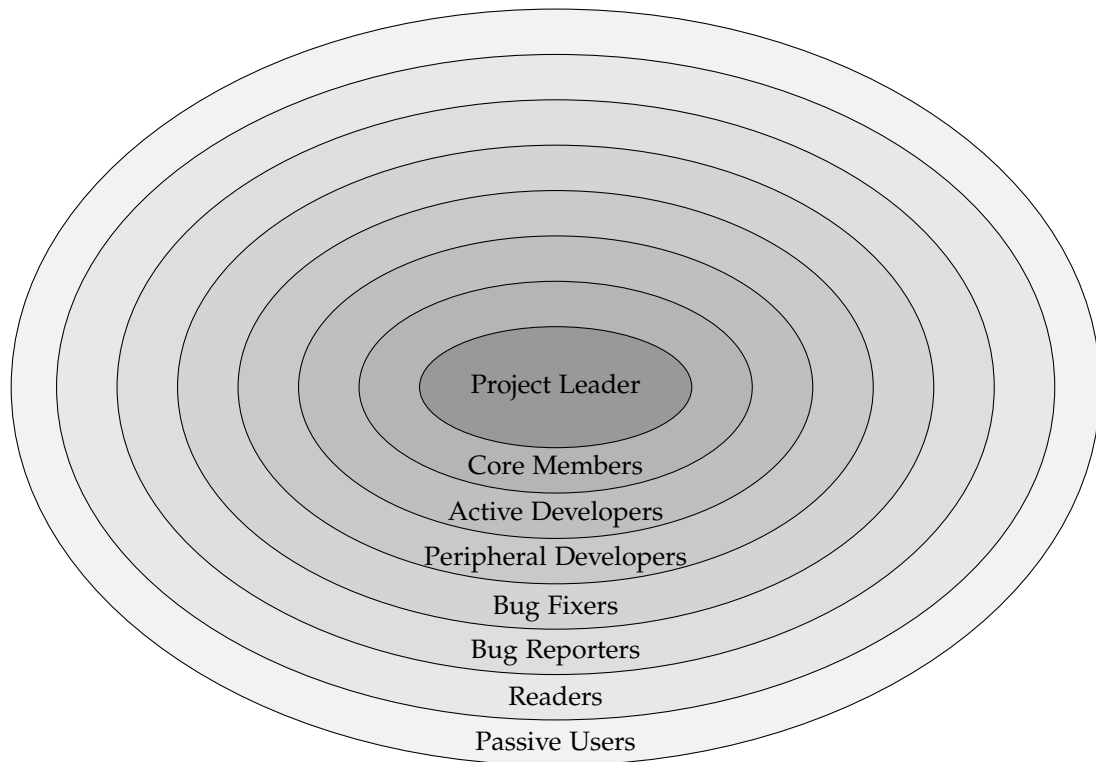 Project Leader
Core Members
Active Developers
Peripheral Developers
Bug Fixers
Bug Reporters
Readers
Passive Users